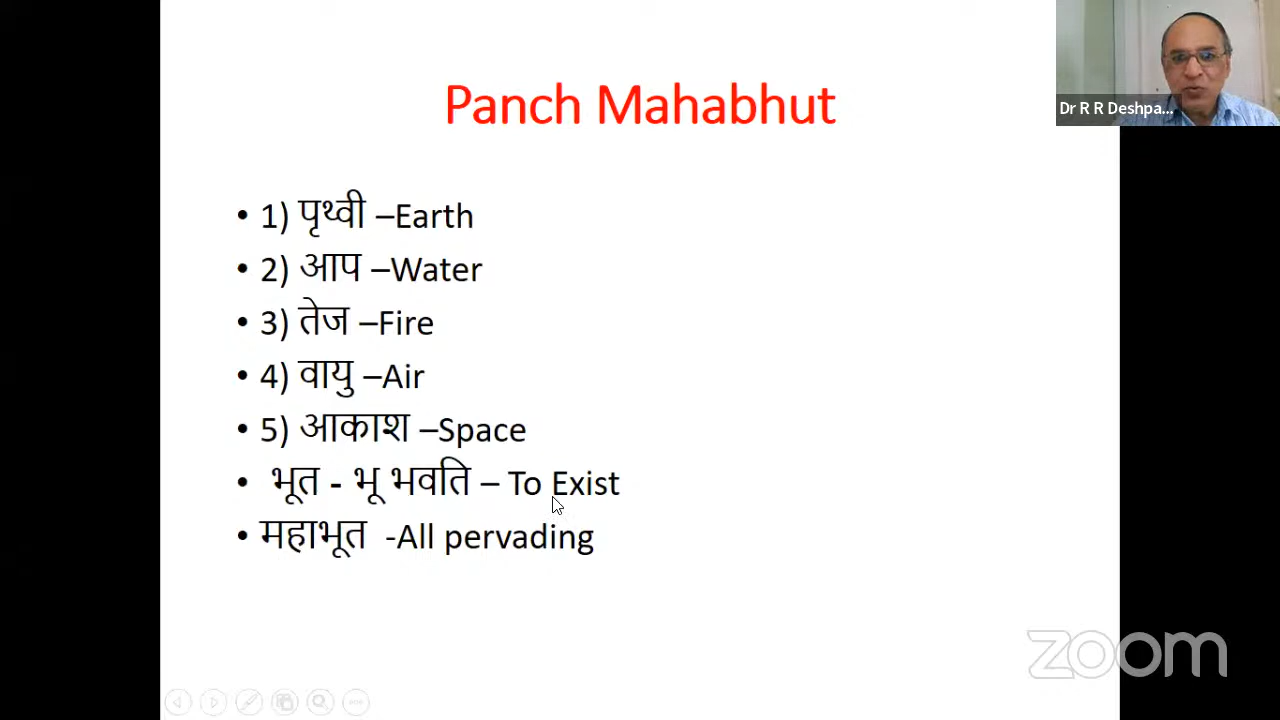 Panch Mahabhut
Dr R R Deshpa...
• 1) पृथ्वी –Earth
• 2) आप –Water
• 3) तेज –Fire
• 4) वायु –Air
• 5) आकाश –Space
• भूत - भू भवति – To Exist
• महाभूत -All pervading
zoom